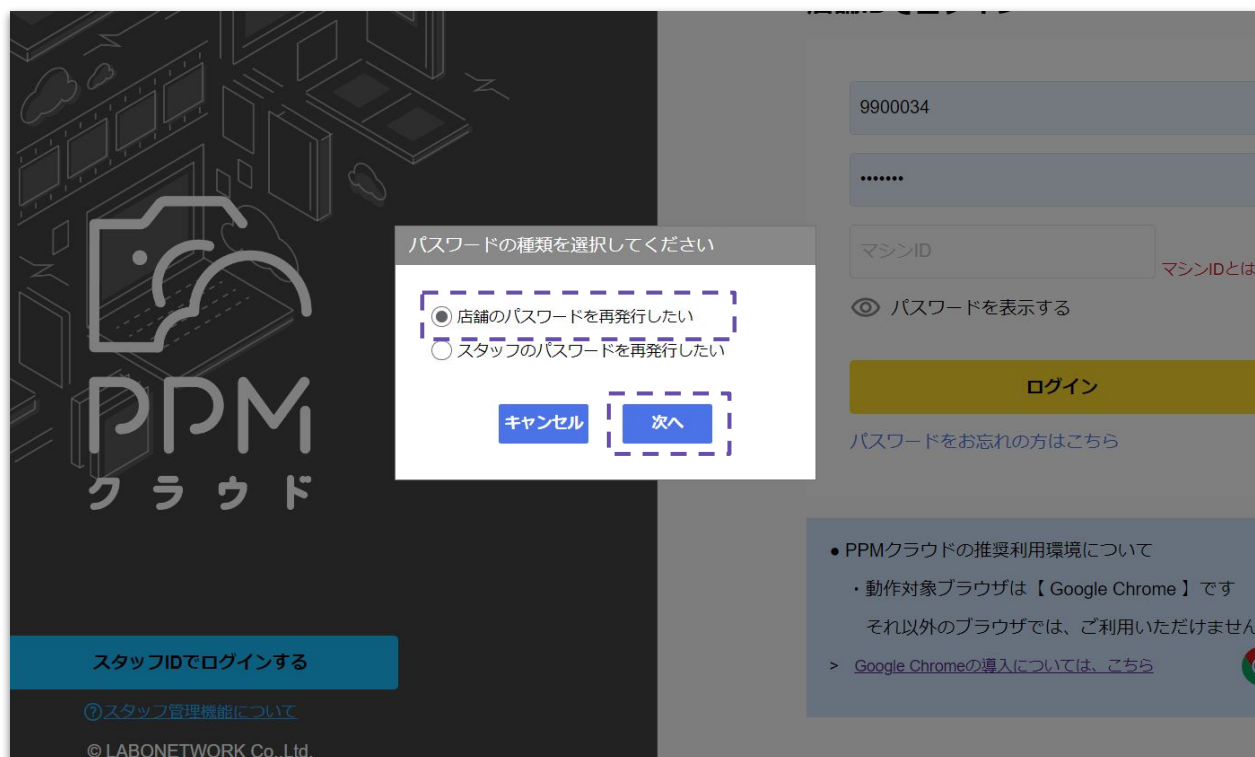 店舗IDでログイン
9900034
•••••••
マシンID
マシンIDとは
パスワードを表示する
ログイン
パスワードをお忘れの方はこちら
パスワードの種類を選択してください
店舗のパスワードを再発行したい
スタッフのパスワードを再発行したい
キャンセル 次へ
PPM
クラウド
スタッフIDでログインする
?スタッフ管理機能について
© LABONETWORK Co.,Ltd.
● PPMクラウドの推奨利用環境について
・動作対象ブラウザは【 Google Chrome 】です
それ以外のブラウザでは、ご利用いただけません
> Google Chromeの導入については、こちら